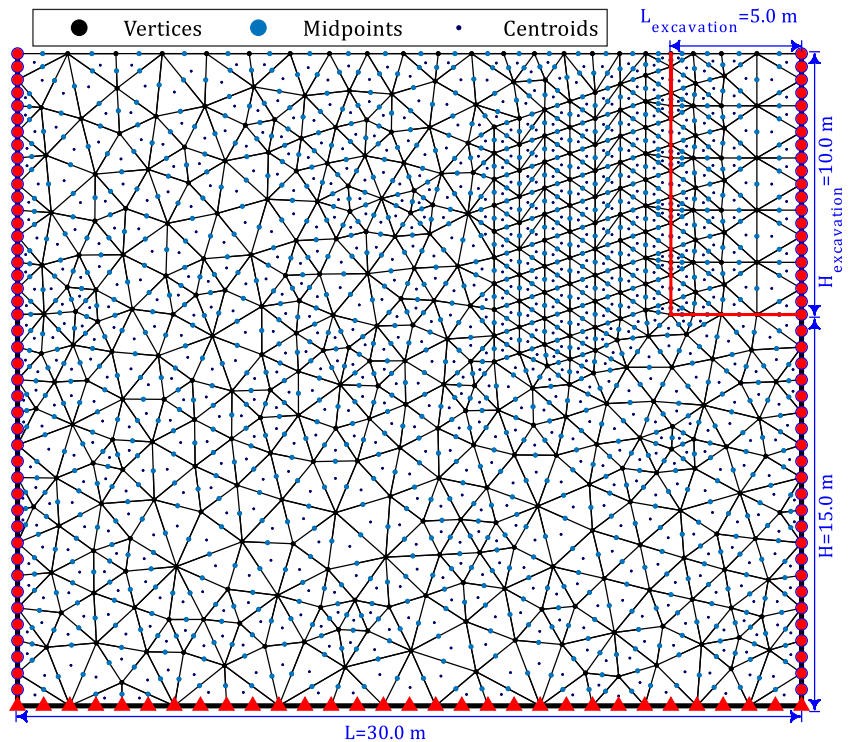 L excavation =5.0 m
Vertices Midpoints Centroids
H excavation =10.0 m
H=15.0 m
L=30.0 m